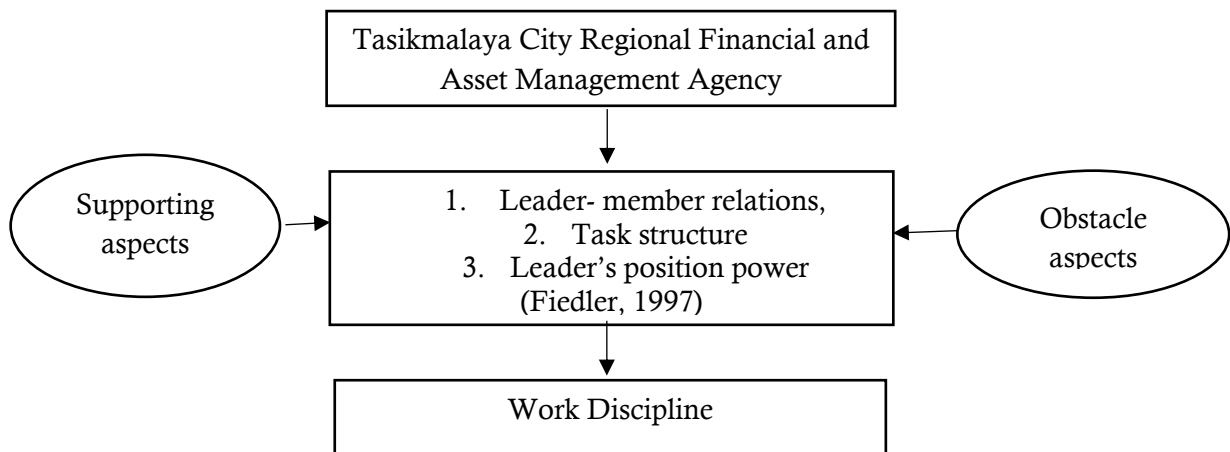 Tasikmalaya City Regional Financial and
Asset Management Agency
Supporting
aspects
1. Leader- member relations,
2. Task structure
3. Leader's position power
(Fiedler, 1997)
Obstacle
aspects
Work Discipline